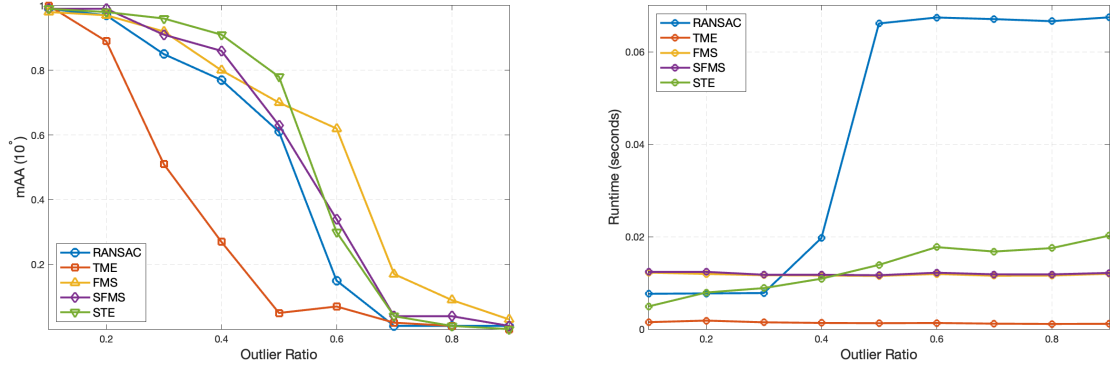 1
0.8
0.6
0.4
0.2
mAA (10°)
0.2
0.4
0.6
0.8
Outlier Ratio
RANSAC
TME
FMS
SFMS
STE
0.06
0.04
0.02
0
Runtime (seconds)
0.2
0.4
0.6
0.8
Outlier Ratio
RANSAC
TME
FMS
SFMS
STE